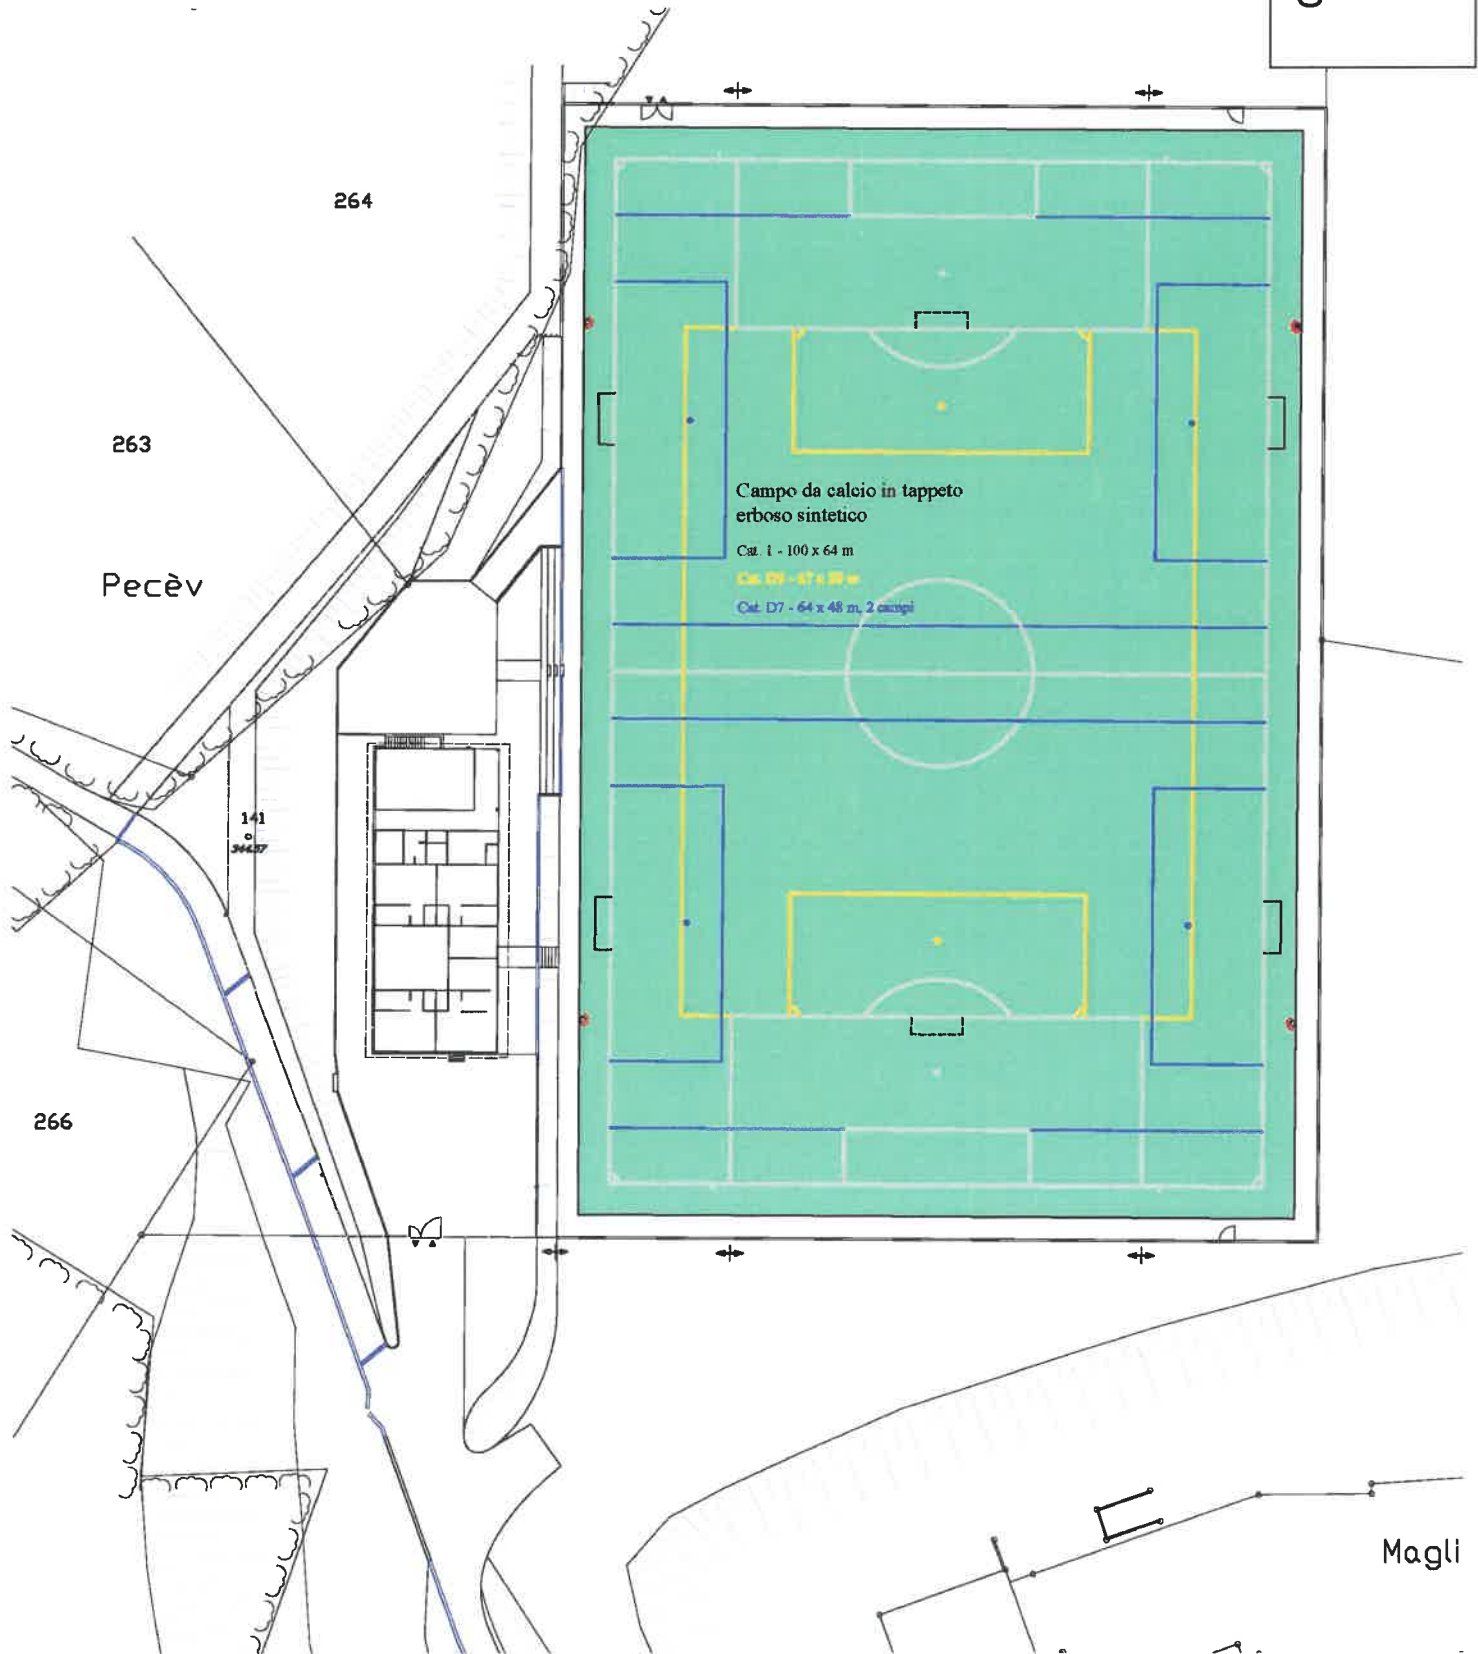 264
263
Campo da calcio in tappeto
erboso sintetico
Cat. 1 - 100 x 64 m
Cat. D7 - 64 x 48 m, 2 campi
Pecèv
141
266
Magli